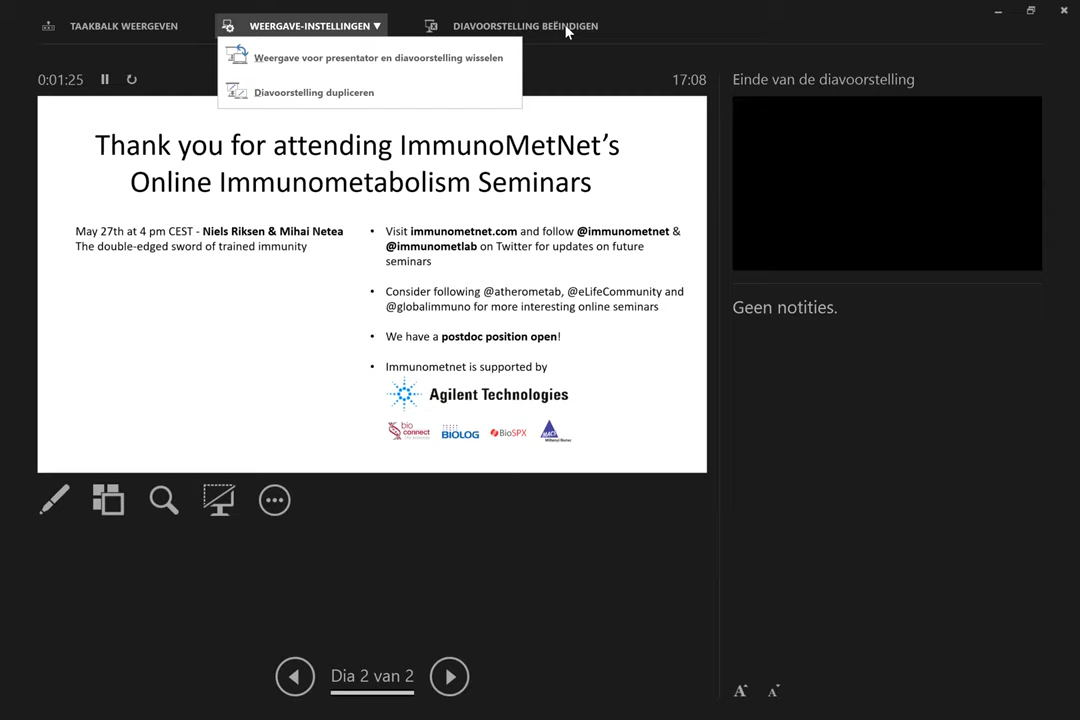 TAAKBALK WEERGEVEN
WEERGAVE-INSTELLINGEN ▼
DIAVOORSTELLING BEËINDIGEN
Weergave voor presentator en diavoorstelling wisselen
Diavoorstelling dupliceren
0:01:25
17:08
Einde van de diavoorstelling
Thank you for attending ImmunoMetNet's
Online Immunometabolism Seminars
May 27th at 4 pm CEST - Niels Riksen & Mihai Netea
The double-edged sword of trained immunity
• Visit immunometnet.com and follow @immunometnet &
@immunometlab on Twitter for updates on future
seminars
• Consider following @atherometab, @eLifeCommunity and
@globalimmuno for more interesting online seminars
• We have a postdoc position open!
• Immunometnet is supported by
Agilent Technologies
bio
connect
BIOLOG
BioSPX
Geen notities.
Dia 2 van 2
A A